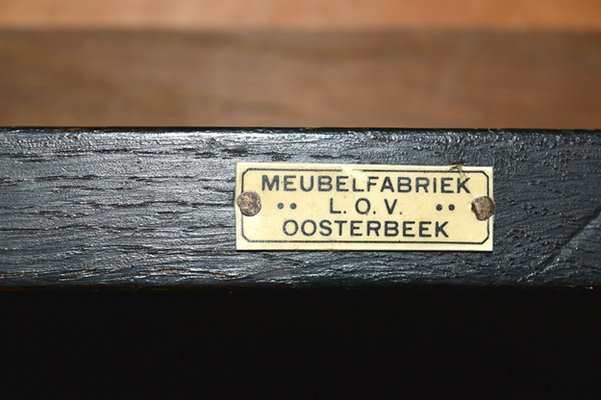 MEUBELFABRIEK
·· L.O.V. ··
OOSTERBEEK